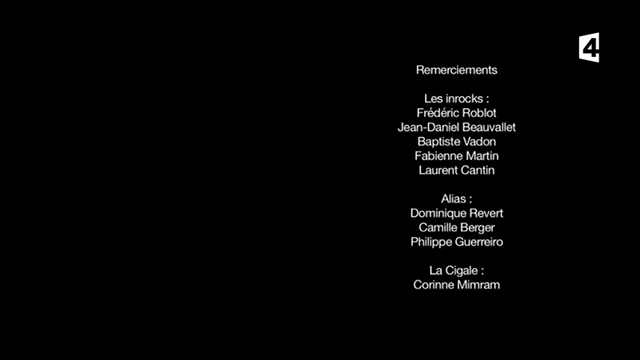 4
Remerciements
Les inrocks :
Frédéric Roblot
Jean-Daniel Beauvallet
Baptiste Vadon
Fabienne Martin
Laurent Cantin
Alias :
Dominique Revert
Camille Berger
Philippe Guerreiro
La Cigale :
Corinne Mimram